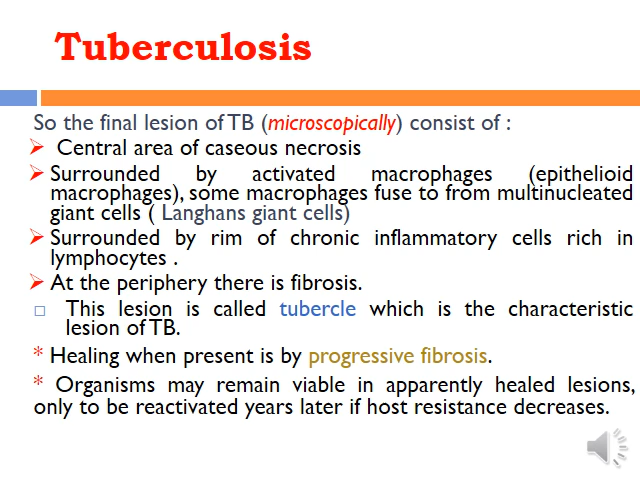 Tuberculosis
So the final lesion of TB (microscopically) consist of :
➤ Central area of caseous necrosis
➤ Surrounded by activated macrophages (epithelioid
macrophages), some macrophages fuse to from multinucleated
giant cells ( Langhans giant cells)
➤ Surrounded by rim of chronic inflammatory cells rich in
lymphocytes .
➤ At the periphery there is fibrosis.
□ This lesion is called tubercle which is the characteristic
lesion of TB.
* Healing when present is by progressive fibrosis.
* Organisms may remain viable in apparently healed lesions,
only to be reactivated years later if host resistance decreases.